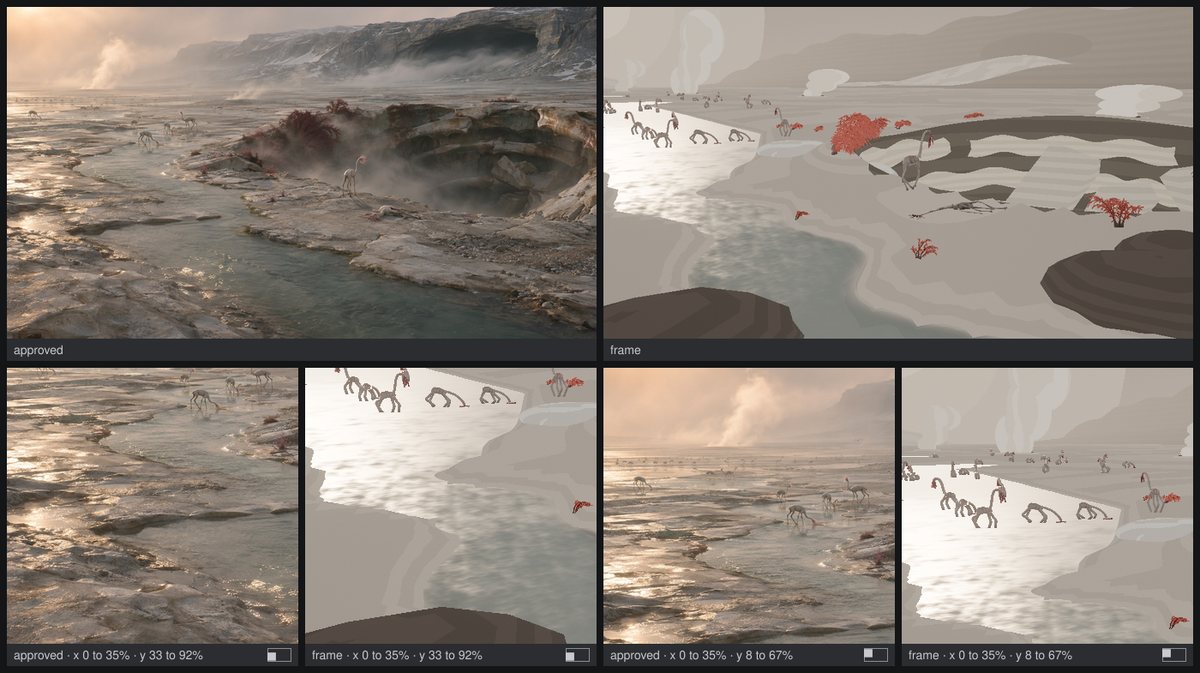 approved
frame
approved · x 0 to 35% · y 33 to 92%
frame · x 0 to 35% · y 33 to 92%
approved · x 0 to 35% · y 8 to 67%
frame · x 0 to 35% · y 8 to 67%